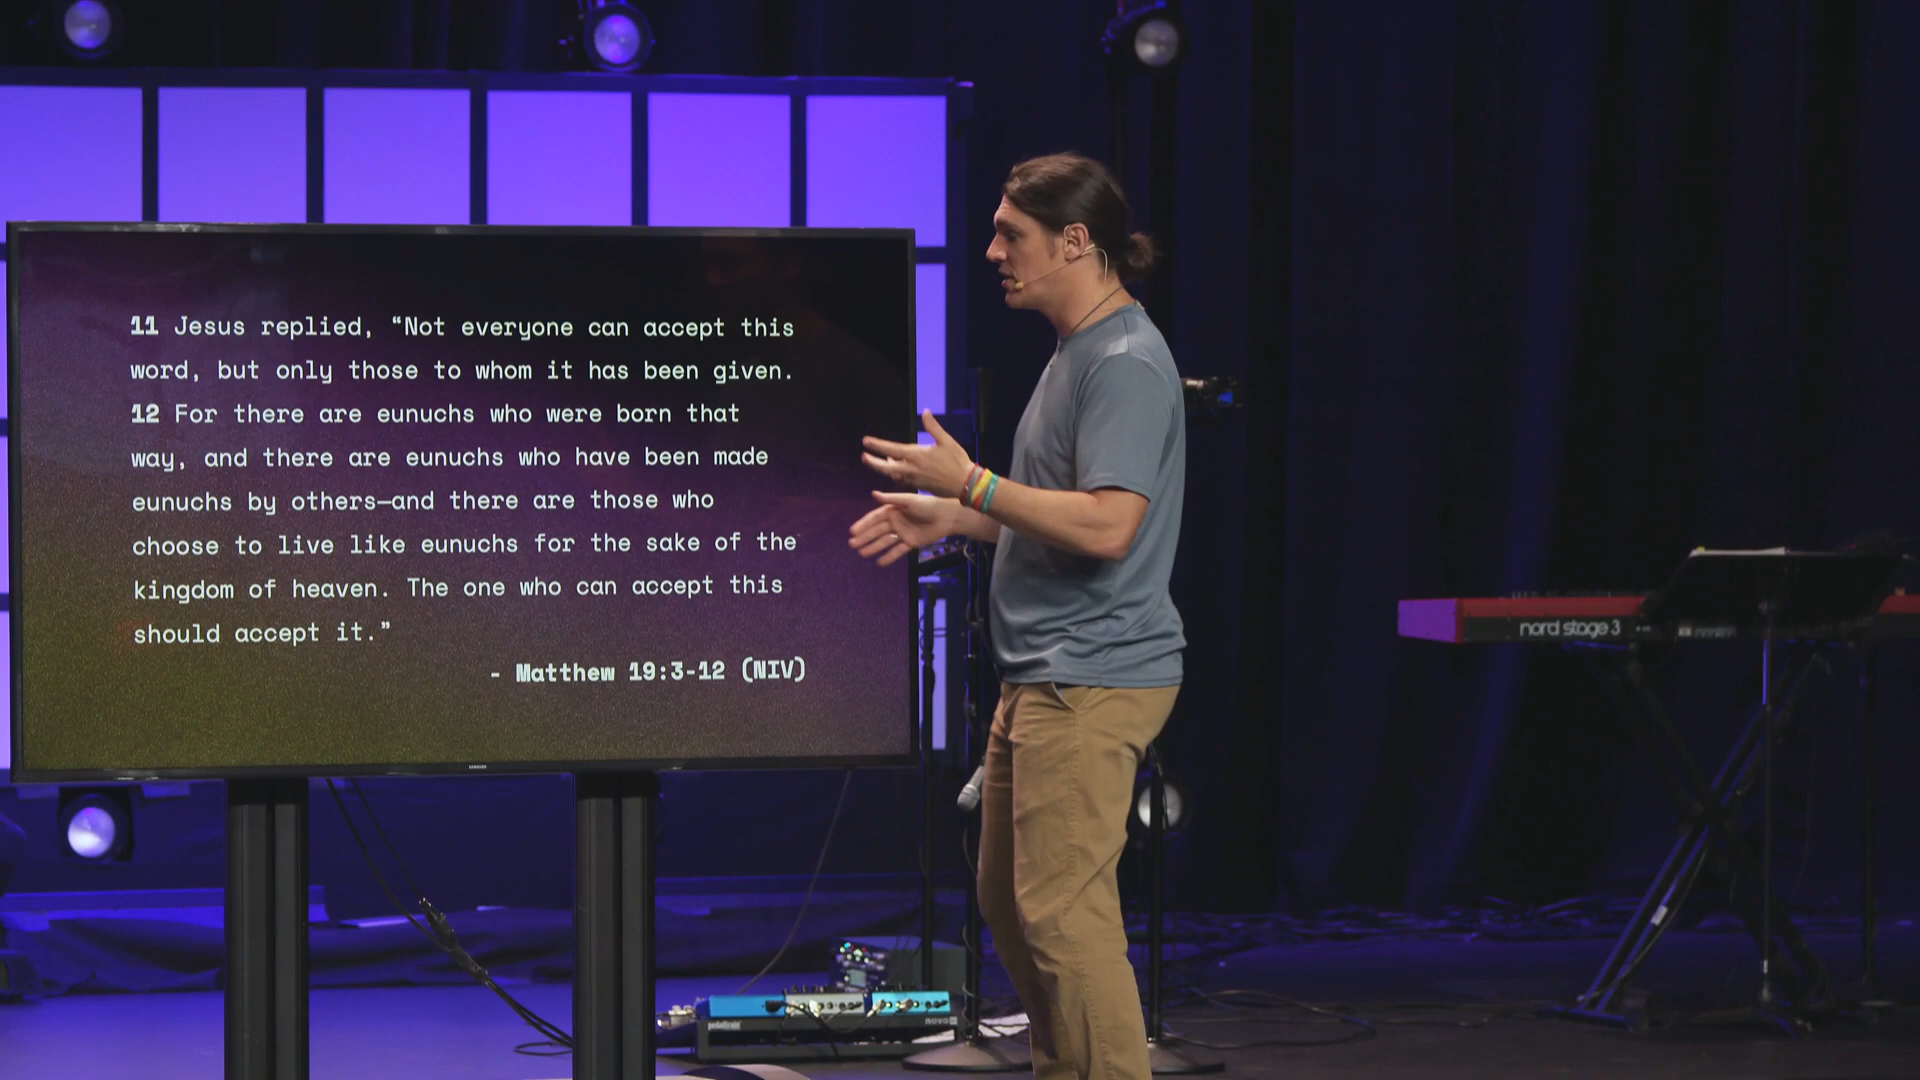 11 Jesus replied, “Not everyone can accept this
word, but only those to whom it has been given.
12 For there are eunuchs who were born that
way, and there are eunuchs who have been made
eunuchs by others—and there are those who
choose to live like eunuchs for the sake of the
kingdom of heaven. The one who can accept this
should accept it.”
- Matthew 19:3-12 (NIV)
SAMSUNG
nord stage 3
pedaltrain
nano